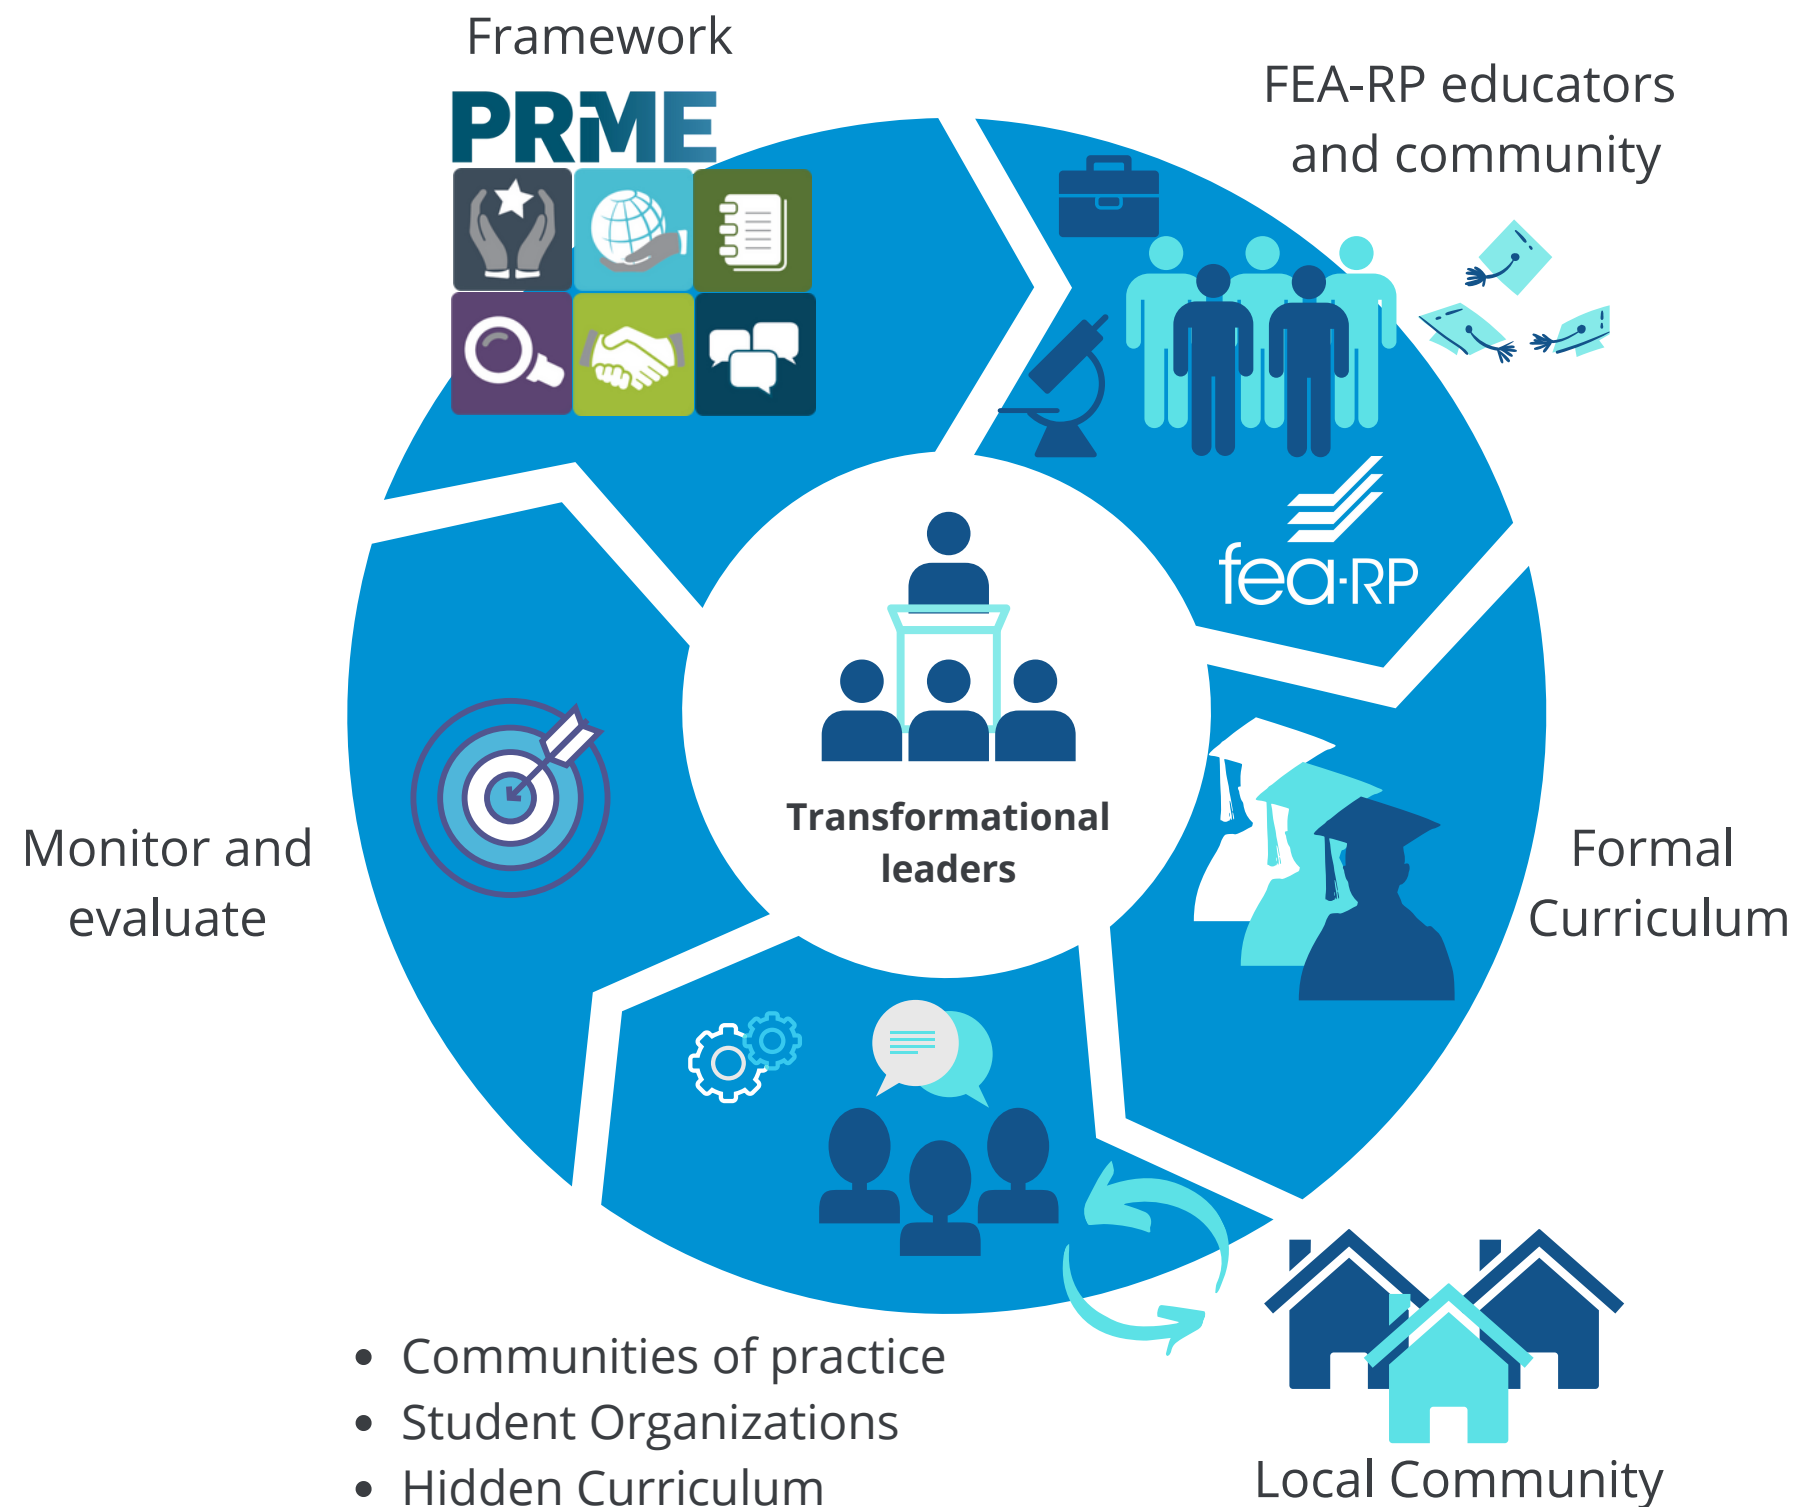 Framework
PRiME
FEA-RP educators
and community
fea-RP
Transformational
leaders
Monitor and
evaluate
Formal
Curriculum
• Communities of practice
• Student Organizations
• Hidden Curriculum
Local Community